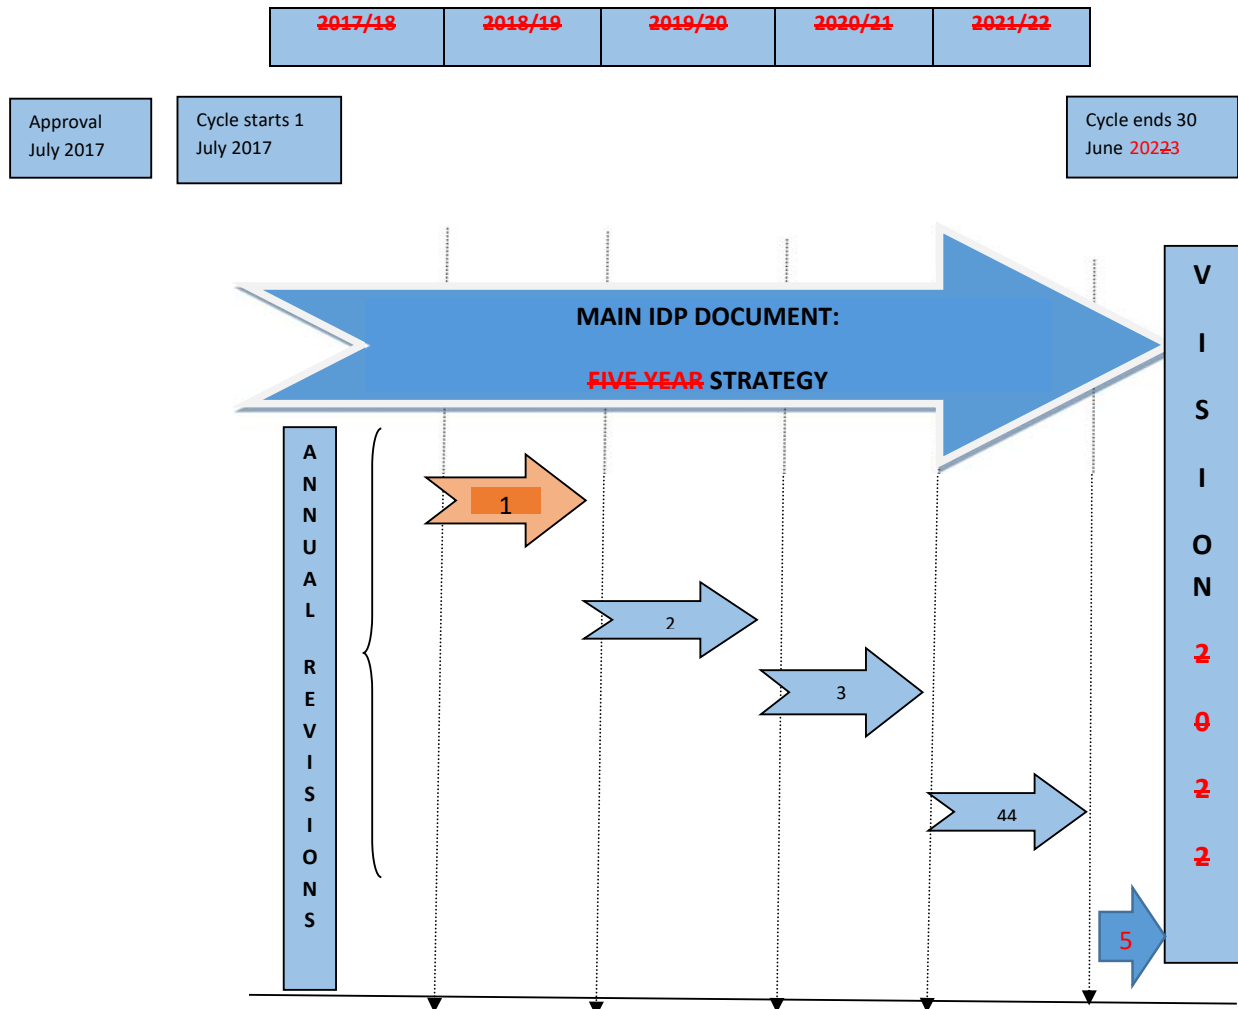 2017/18 2018/19 2019/20 2020/21 2021/22
Approval
July 2017
Cycle starts 1
July 2017
Cycle ends 30
June 20223
MAIN IDP DOCUMENT:
FIVE YEAR STRATEGY
A
N
N
U
A
L
R
E
V
I
S
I
O
N
S
1
2
3
44
5
V
I
S
I
O
N
2
0
2
2